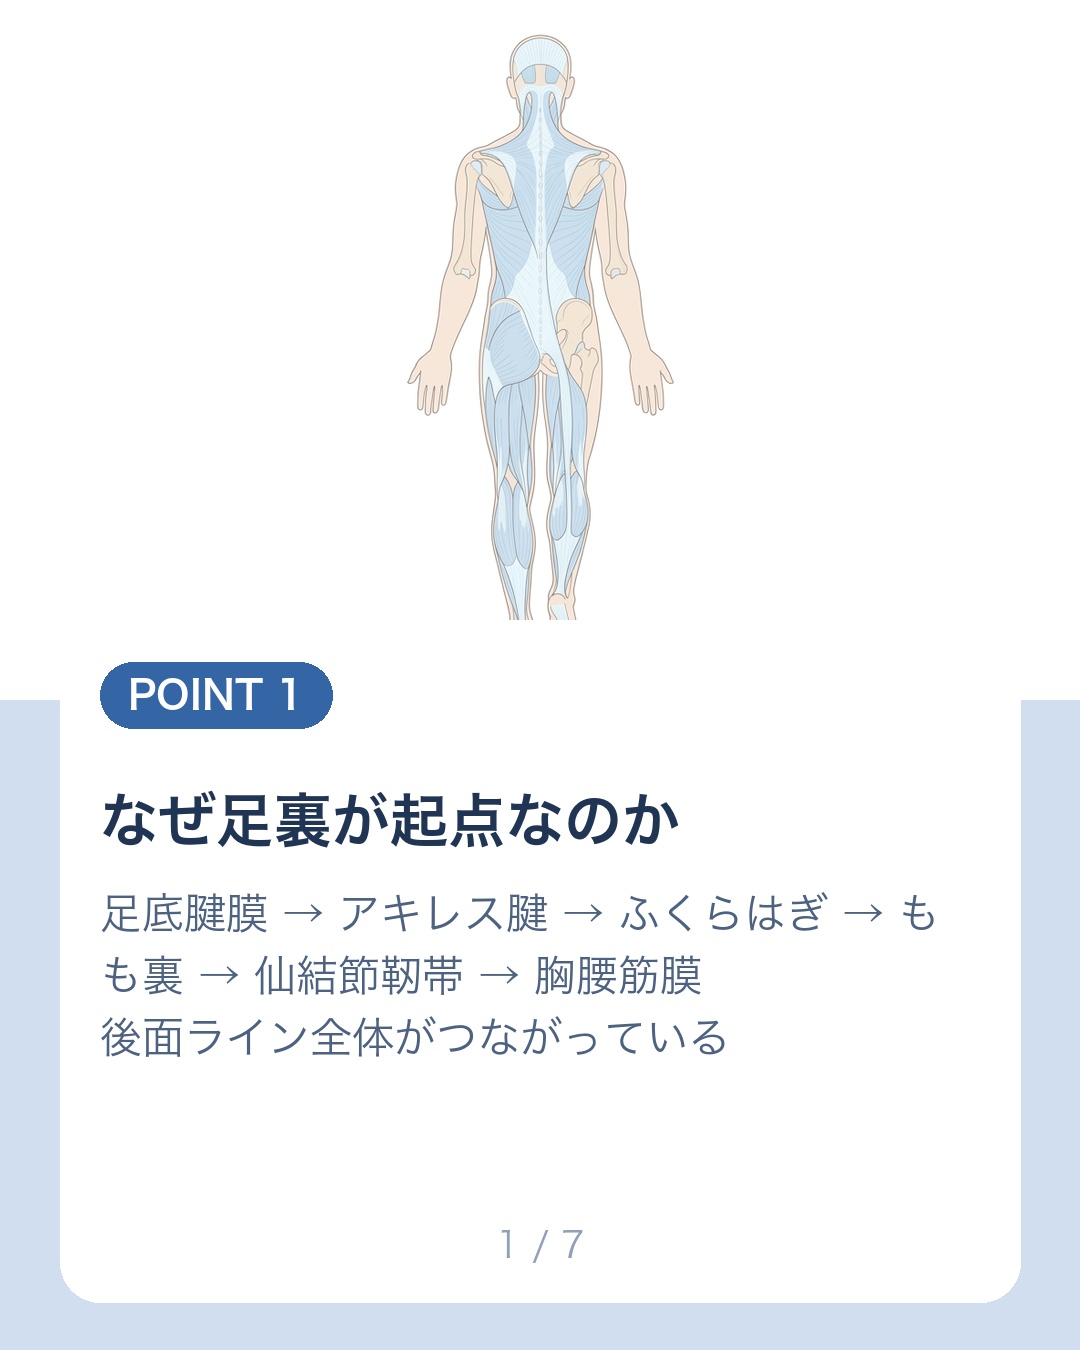 POINT 1
なぜ足裏が起点なのか
足底腱膜 → アキレス腱 → ふくらはぎ → も
も裏 → 仙結節靭帯 → 胸腰筋膜
後面ライン全体がつながっている
1 / 7